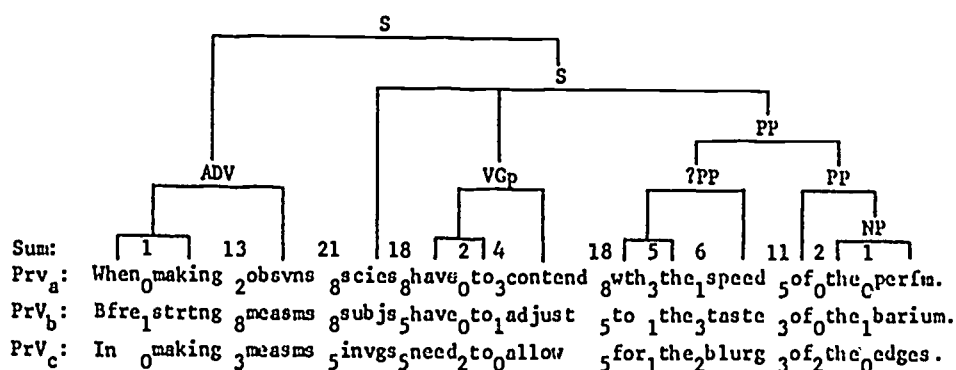 S
S
PP
ADV VGp ?PP PP
NP
Sum: 1 13 21 18 2 4 18 5 6 11 2 1
Prv_a: When 0 making 2 obsvns 8 scies 8 have 0 to 3 contend 8 wth 3 the 1 speed 5 of 0 the 0 perfm.
PrV_b: Bfre 1 strtng 8 measms 8 subjs 5 have 0 to 1 adjust 5 to 1 the 3 taste 3 of 0 the 1 barium.
PrV_c: In 0 making 3 measms 5 invgs 5 need 2 to 0 allow 5 for 1 the 2 blurg 3 of 2 the 0 edges.